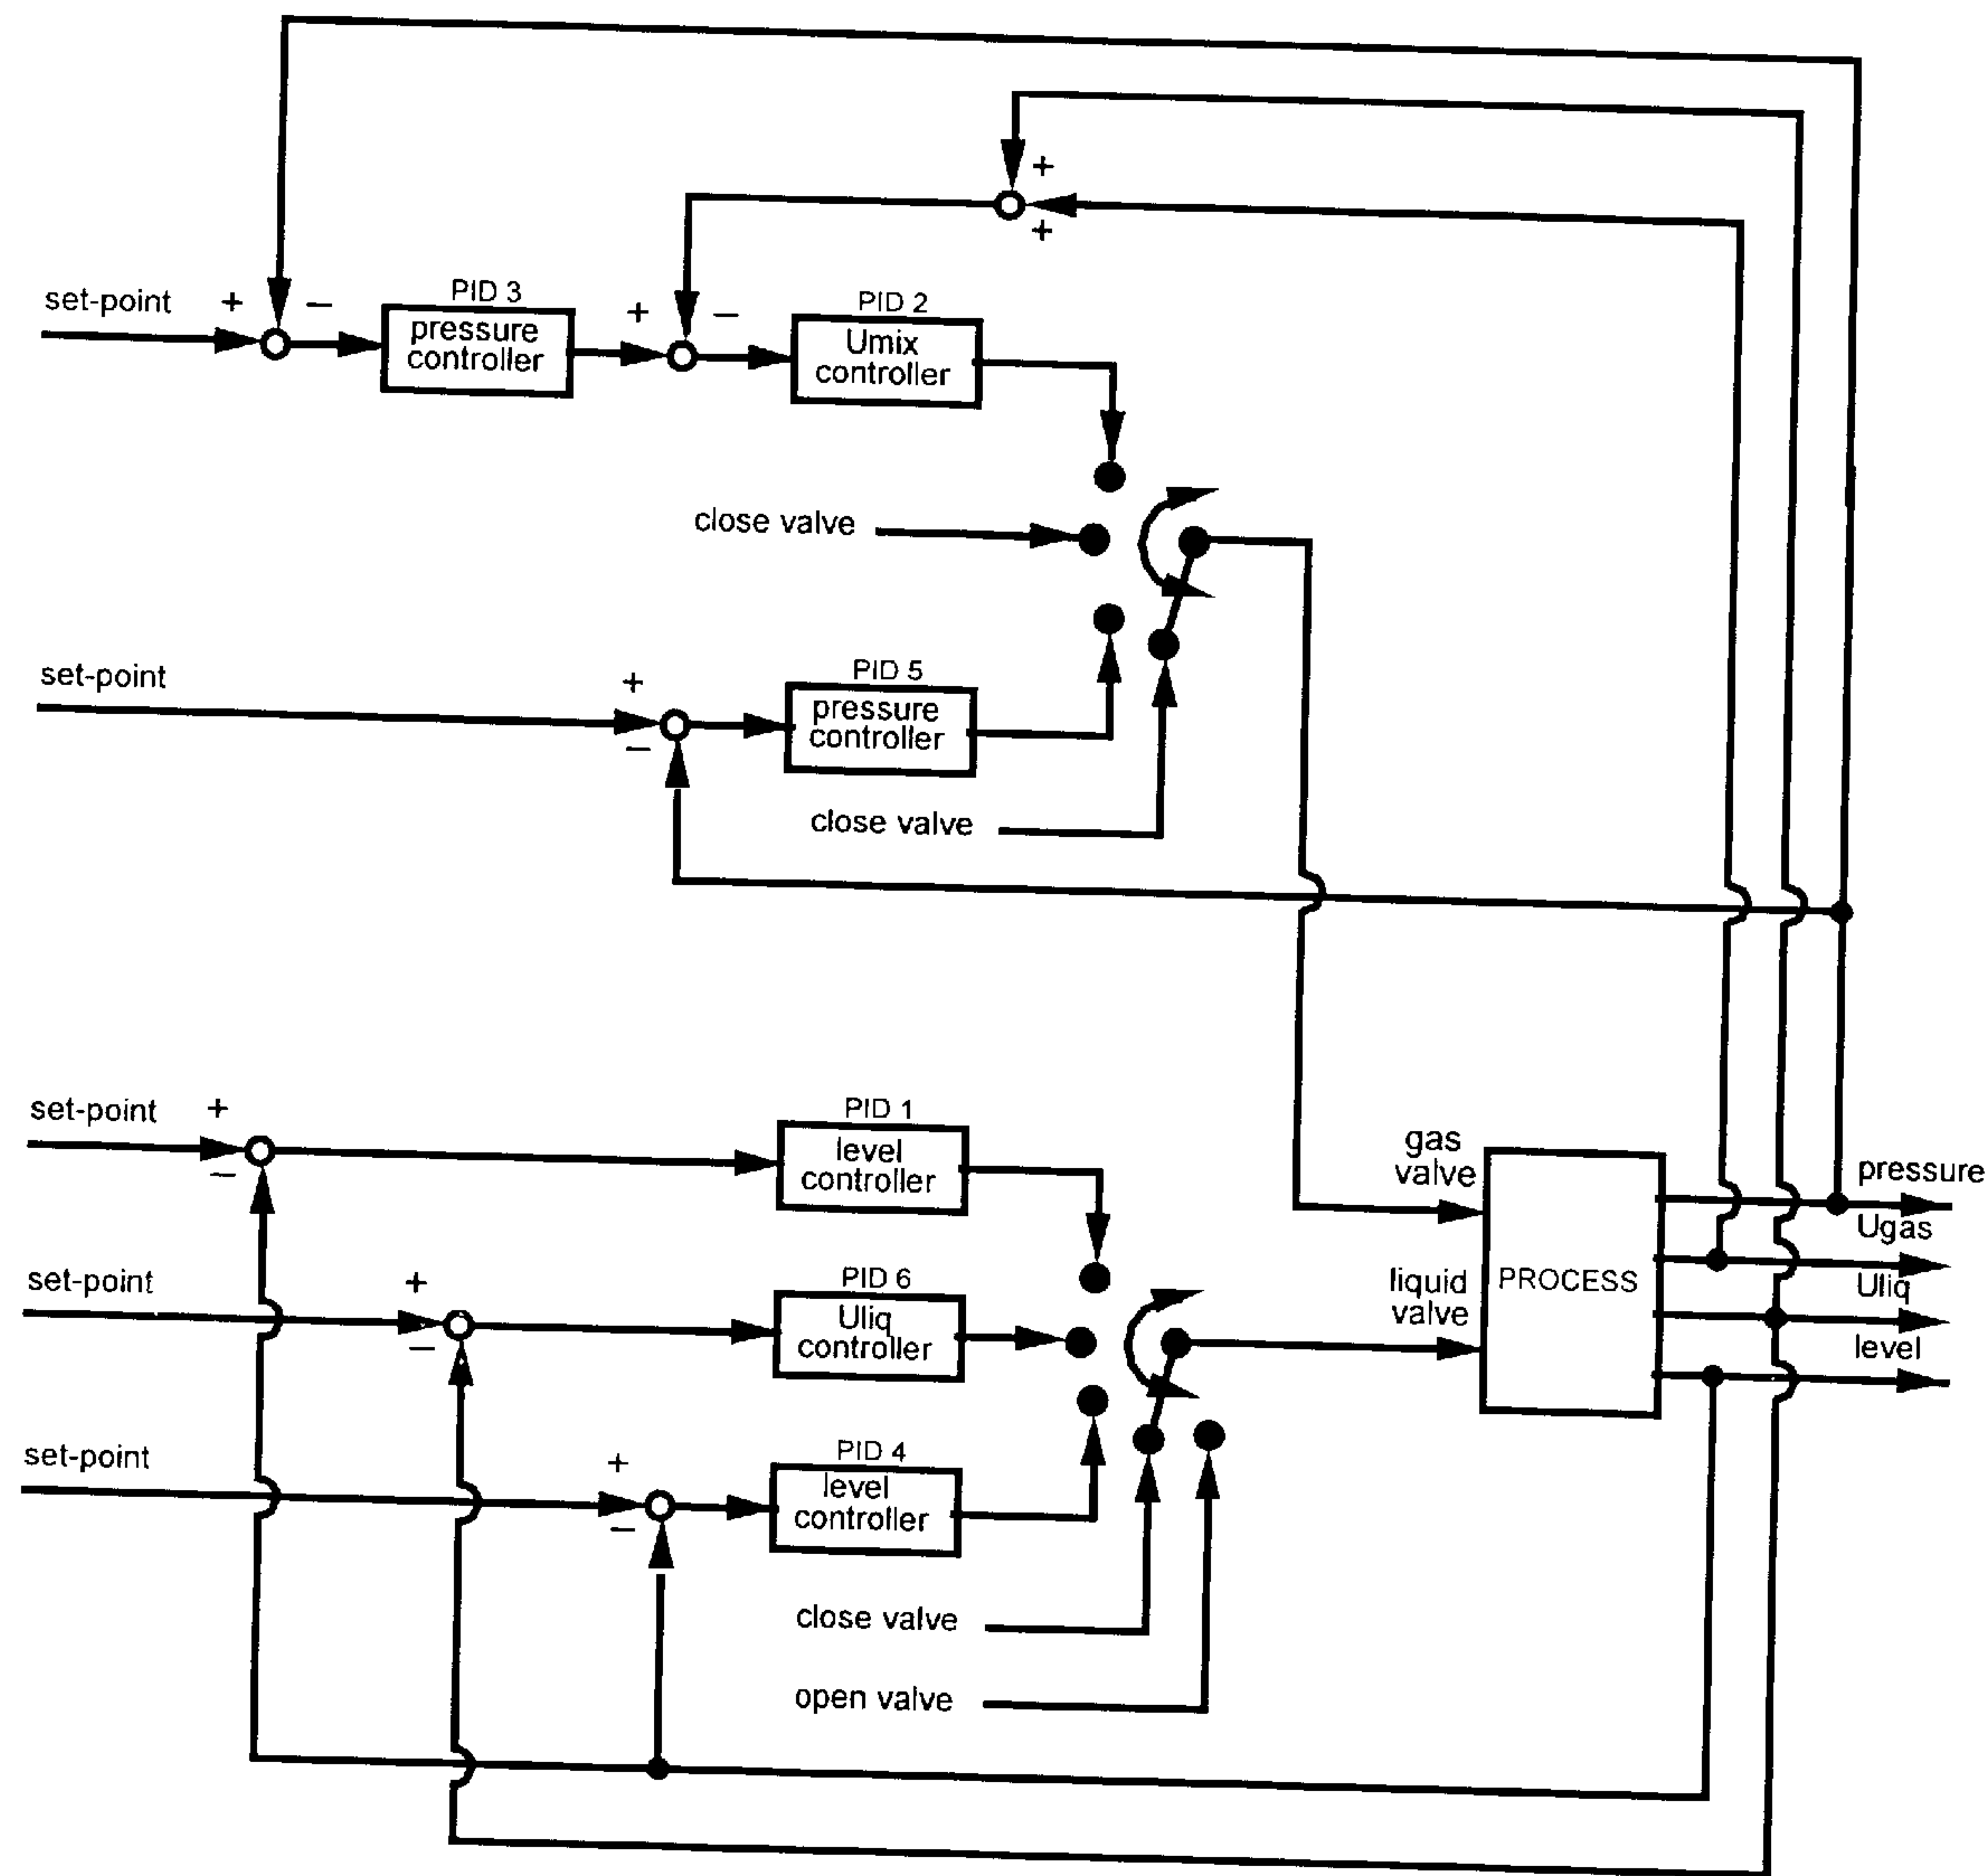 +
+
PID 3
set-point + −
pressure
controller
+ −
PID 2
Umix
controller
close valve
set-point
+
−
PID 5
pressure
controller
close valve
set-point +
−
PID 1
level
controller
gas
valve
pressure
Ugas
set-point +
−
PID 6
Uliq
controller
liquid
valve
PROCESS
Uliq
level
set-point +
−
PID 4
level
controller
close valve
open valve